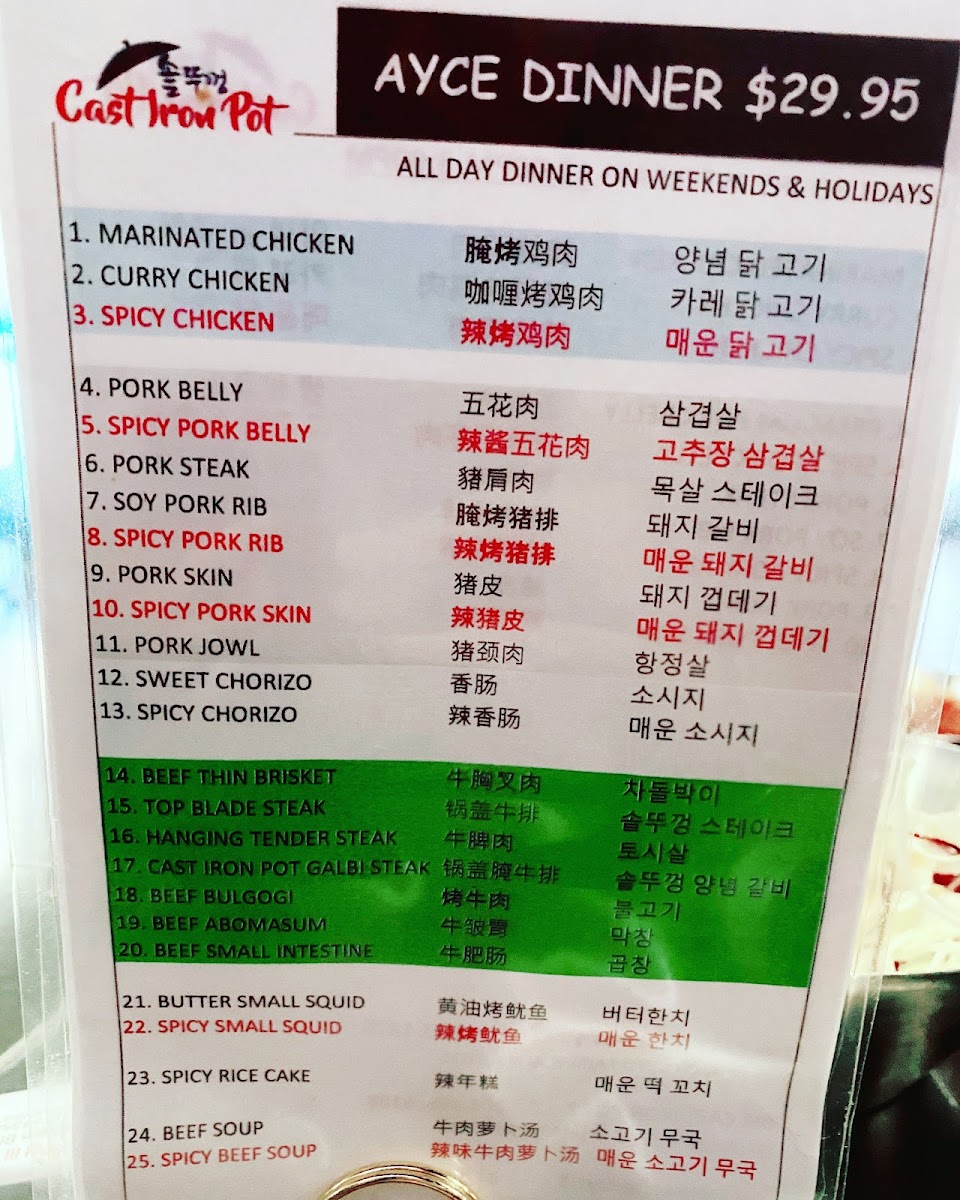 솥뚜껑
Cast Iron Pot
AYCE DINNER $29.95
ALL DAY DINNER ON WEEKENDS & HOLIDAYS
1. MARINATED CHICKEN 腌烤鸡肉 양념 닭 고기
2. CURRY CHICKEN 咖喱烤鸡肉 카레 닭 고기
3. SPICY CHICKEN 辣烤鸡肉 매운 닭 고기
4. PORK BELLY 五花肉 삼겹살
5. SPICY PORK BELLY 辣酱五花肉 고추장 삼겹살
6. PORK STEAK 豬肩肉 목살 스테이크
7. SOY PORK RIB 腌烤猪排 돼지 갈비
8. SPICY PORK RIB 辣烤猪排 매운 돼지 갈비
9. PORK SKIN 猪皮 돼지 껍데기
10. SPICY PORK SKIN 辣猪皮 매운 돼지 껍데기
11. PORK JOWL 猪颈肉 항정살
12. SWEET CHORIZO 香肠 소시지
13. SPICY CHORIZO 辣香肠 매운 소시지
14. BEEF THIN BRISKET 牛胸叉肉 차돌박이
15. TOP BLADE STEAK 锅盖牛排 솥뚜껑 스테이크
16. HANGING TENDER STEAK 牛脾肉 토시살
17. CAST IRON POT GALBI STEAK 锅盖腌牛排 솥뚜껑 양념 갈비
18. BEEF BULGOGI 烤牛肉 불고기
19. BEEF ABOMASUM 牛皱胃 막창
20. BEEF SMALL INTESTINE 牛肥肠 곱창
21. BUTTER SMALL SQUID 黄油烤鱿鱼 버터한치
22. SPICY SMALL SQUID 辣烤鱿鱼 매운 한치
23. SPICY RICE CAKE 辣年糕 매운 떡 꼬치
24. BEEF SOUP 牛肉萝卜汤 소고기 무국
25. SPICY BEEF SOUP 辣味牛肉萝卜汤 매운 소고기 무국